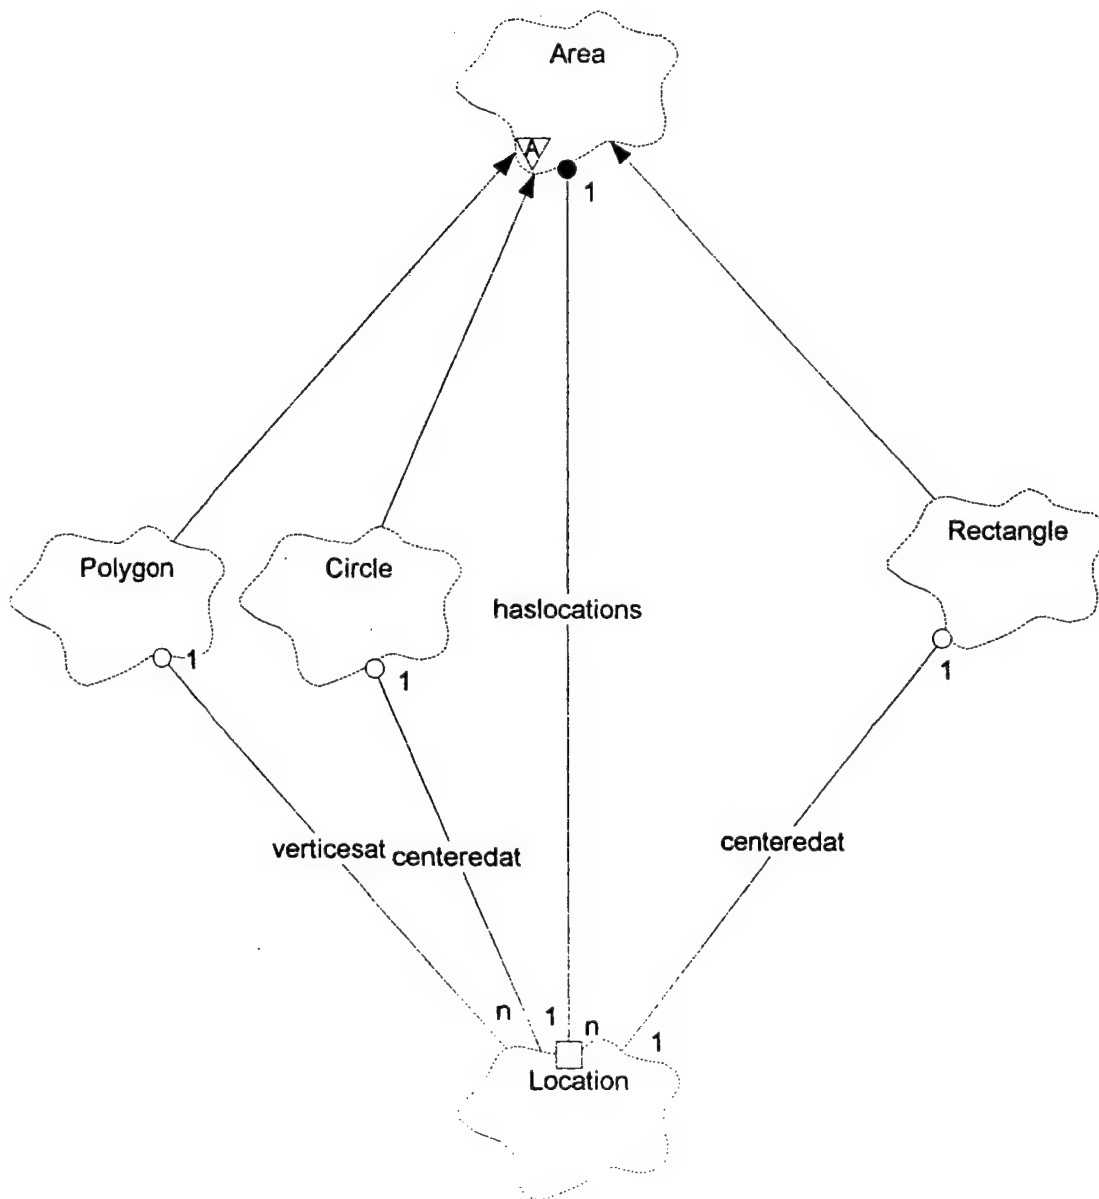 Area
A
1
Rectangle
Polygon
Circle
haslocations
1
1
1
verticesat
centeredat
centeredat
n
1
n
1
Location